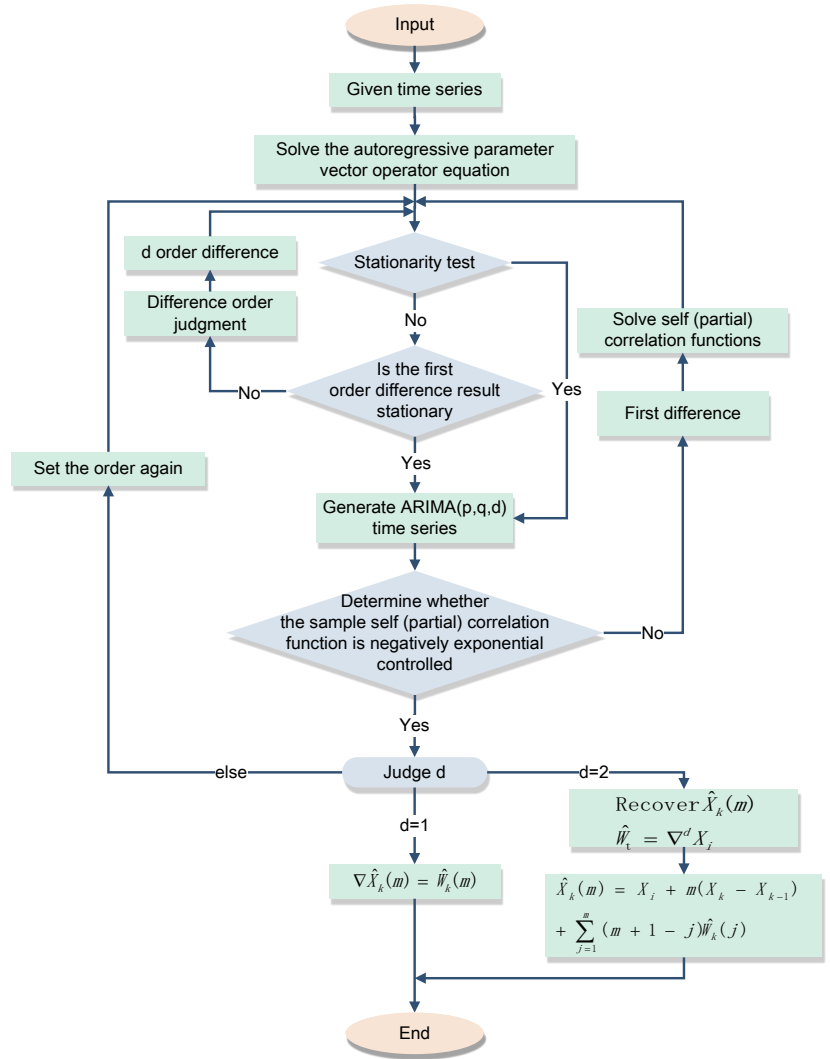 Input
Given time series
Solve the autoregressive parameter
vector operator equation
d order difference
Stationarity test
Difference order
judgment
No
Solve self (partial)
correlation functions
Is the first
order difference result
stationary
No
Yes
First difference
Yes
Set the order again
Generate ARIMA(p,q,d)
time series
Determine whether
the sample self (partial) correlation
function is negatively exponential
controlled
No
Yes
else
Judge d
d=2
d=1
Recover X̂ₖ(m)
Ŵₜ = ∇ᵈXᵢ
∇X̂ₖ(m) = Ŵₖ(m)
X̂ₖ(m) = Xᵢ + m(Xₖ − Xₖ₋₁)
+ ∑ⱼ₌₁ᵐ (m + 1 − j)Ŵₖ(j)
End